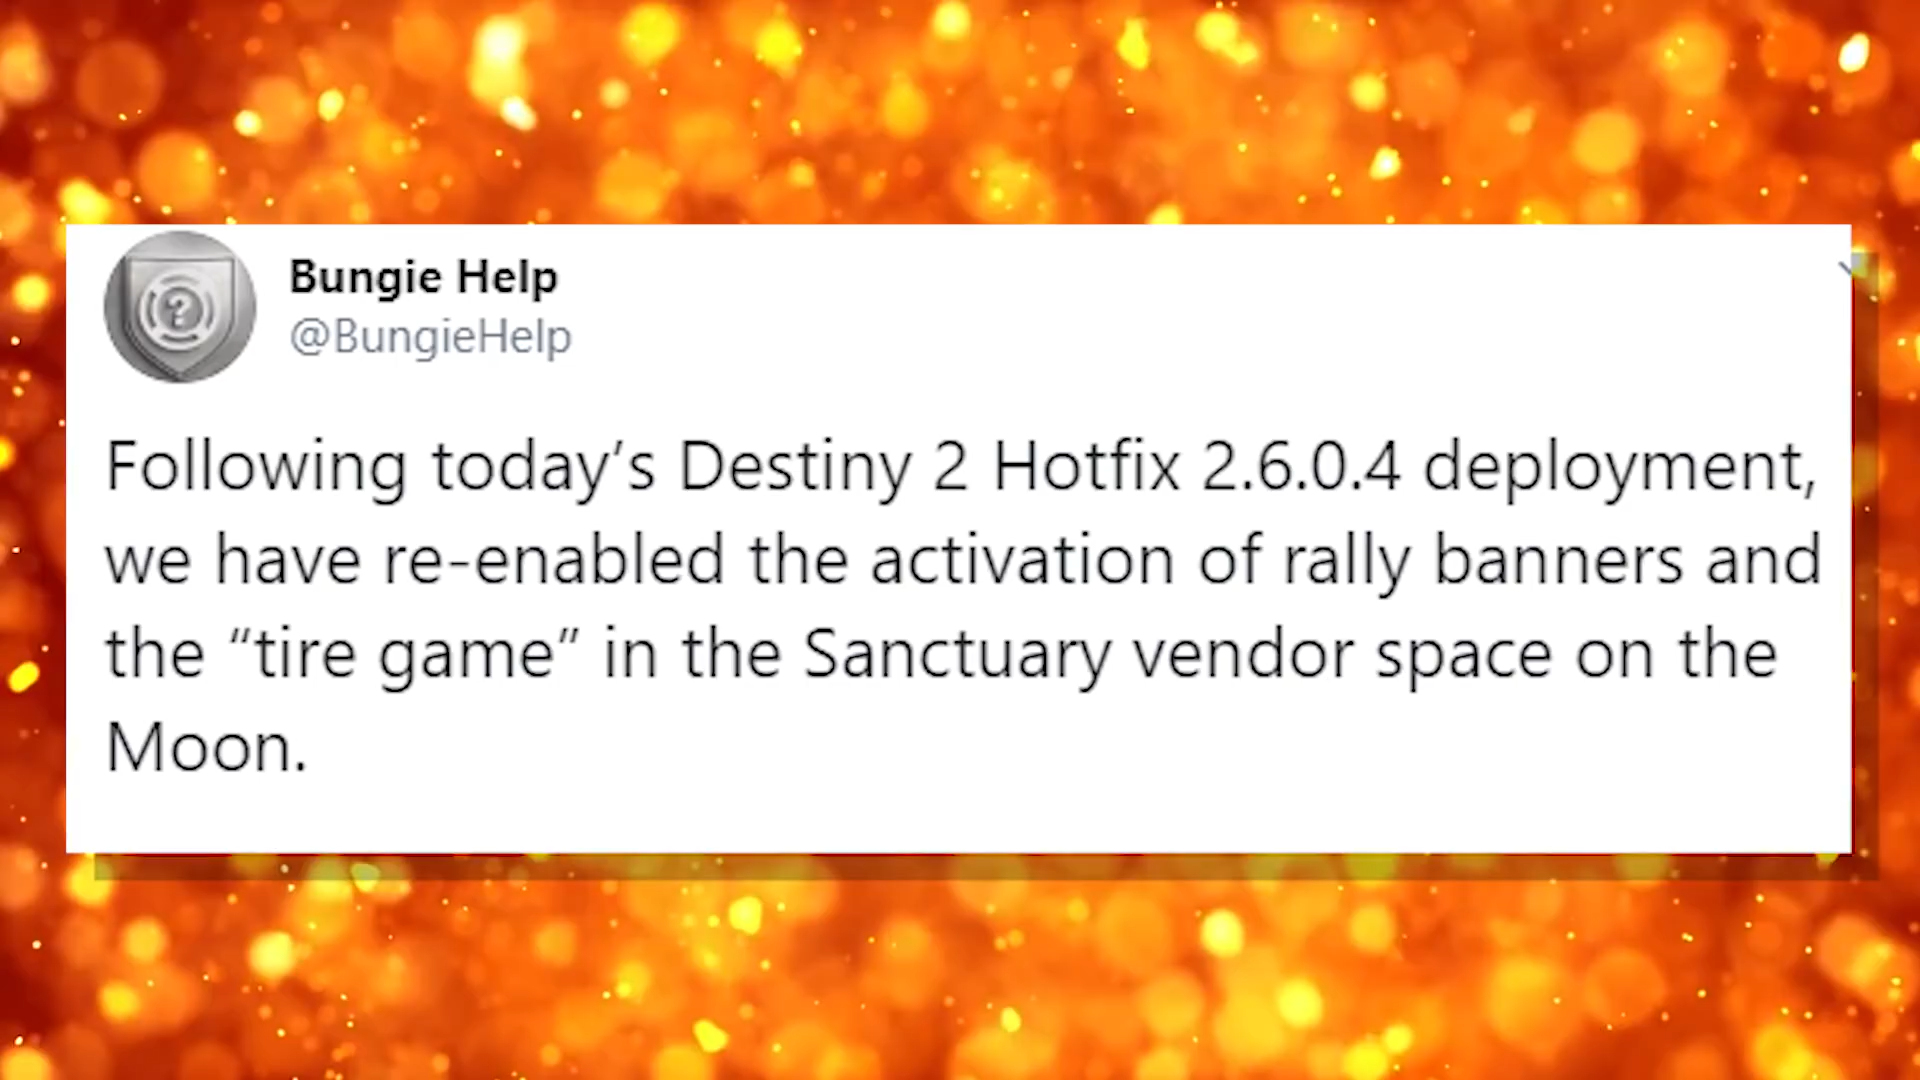 Bungie Help
@BungieHelp
Following today’s Destiny 2 Hotfix 2.6.0.4 deployment,
we have re-enabled the activation of rally banners and
the “tire game” in the Sanctuary vendor space on the
Moon.